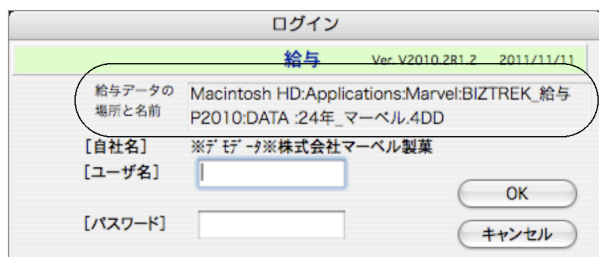 ログイン
給与 Ver. V2010.2R1.2 2011/11/11
給与データの
場所と名前
Macintosh HD:Applications:Marvel:BIZTREK_給与
P2010:DATA :24年_マーベル.4DD
[自社名] ※ﾃﾞﾓﾃﾞｰﾀ※株式会社マーベル製菓
[ユーザ名]
OK
[パスワード]
キャンセル